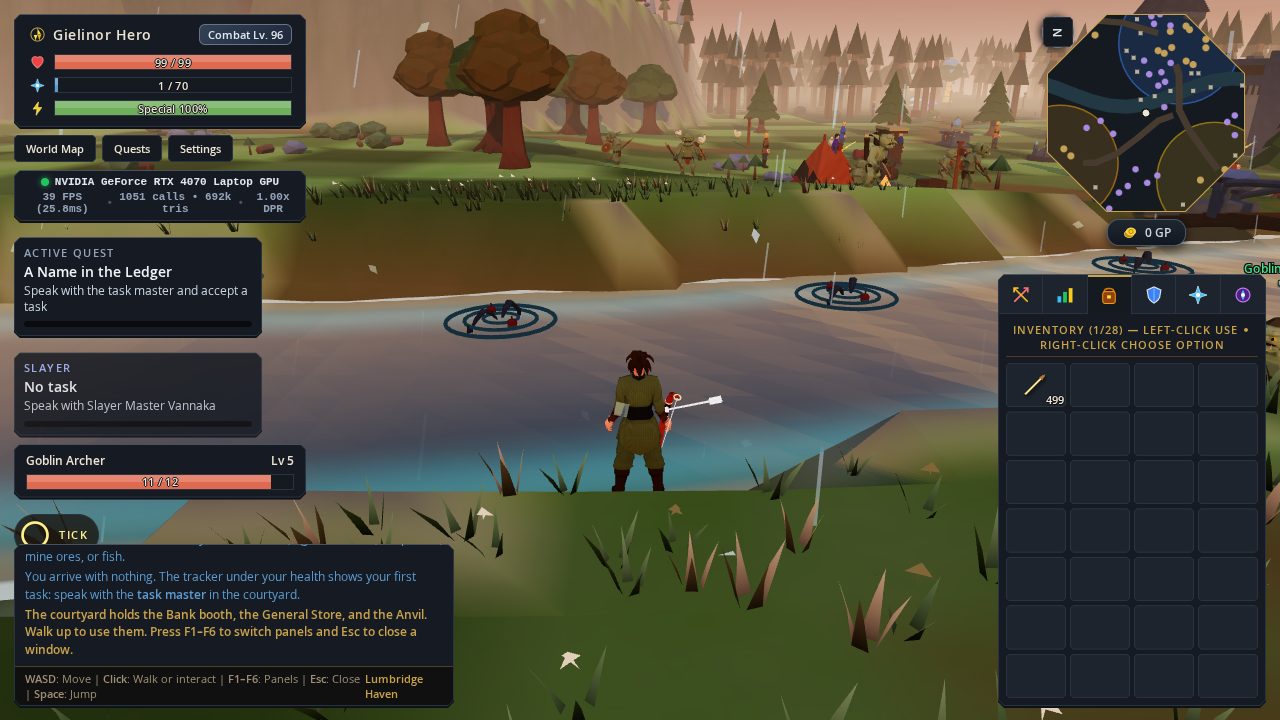 Gielinor Hero
Combat Lv. 96
99 / 99
1 / 70
Special 100%
World Map
Quests
Settings
NVIDIA GeForce RTX 4070 Laptop GPU
39 FPS (25.8ms) • 1051 calls • 692k tris • 1.00x DPR
ACTIVE QUEST
A Name in the Ledger
Speak with the task master and accept a
task
SLAYER
No task
Speak with Slayer Master Vannaka
Goblin Archer
Lv 5
11 / 12
TICK
mine ores, or fish.
You arrive with nothing. The tracker under your health shows your first
task: speak with the task master in the courtyard.
The courtyard holds the Bank booth, the General Store, and the Anvil.
Walk up to use them. Press F1–F6 to switch panels and Esc to close a
window.
WASD: Move | Click: Walk or interact | F1–F6: Panels | Esc: Close
| Space: Jump
Lumbridge
Haven
N
0 GP
Goblin
INVENTORY (1/28) — LEFT-CLICK USE •
RIGHT-CLICK CHOOSE OPTION
499